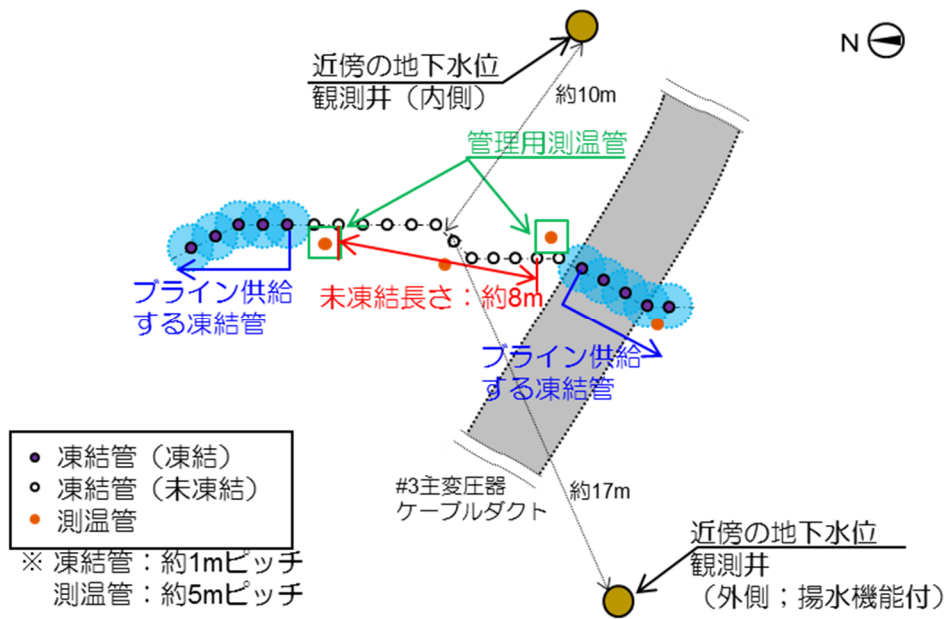 N
近傍の地下水位
観測井（内側）
約10m
管理用測温管
ブライン供給
する凍結管
未凍結長さ：約8m
ブライン供給
する凍結管
凍結管（凍結）
凍結管（未凍結）
測温管
※ 凍結管：約1mピッチ
測温管：約5mピッチ
#3主変圧器
ケーブルダクト
約17m
近傍の地下水位
観測井
（外側；揚水機能付）